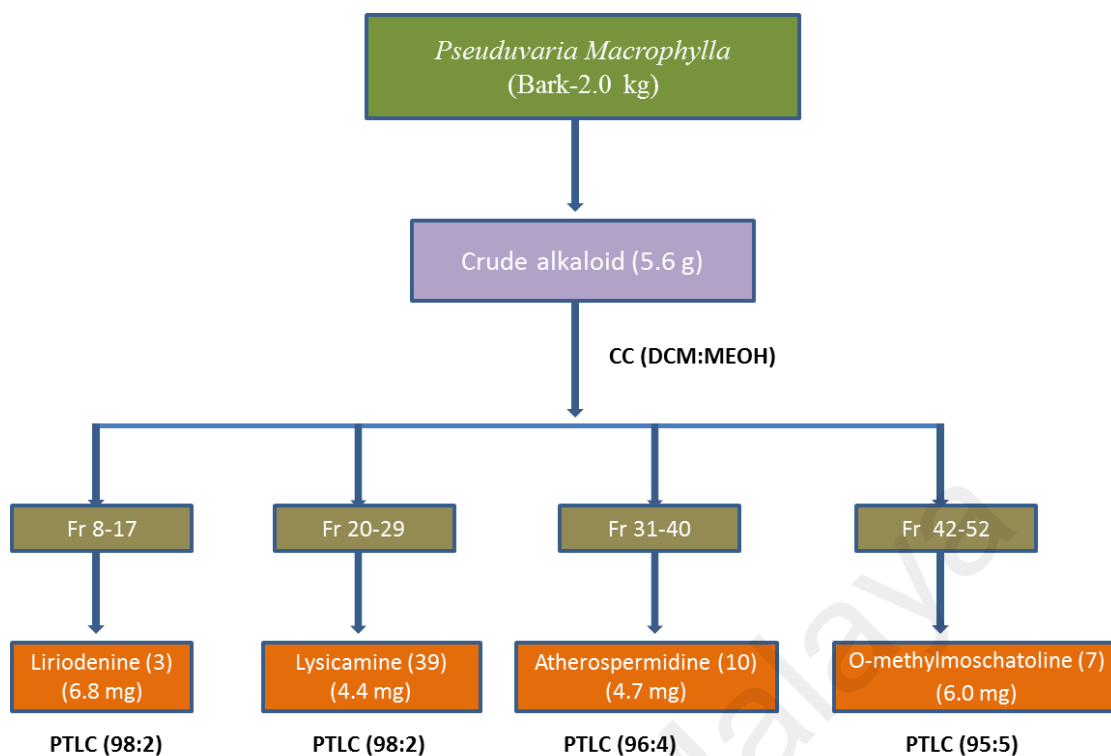 Pseuduvaria Macrophylla
(Bark-2.0 kg)
Crude alkaloid (5.6 g)
CC (DCM:MEOH)
Fr 8-17
Fr 20-29
Fr 31-40
Fr 42-52
Liriodenine (3)
(6.8 mg)
Lysicamine (39)
(4.4 mg)
Atherospermidine (10)
(4.7 mg)
O-methylmoschatoline (7)
(6.0 mg)
PTLC (98:2)
PTLC (98:2)
PTLC (96:4)
PTLC (95:5)
alaya